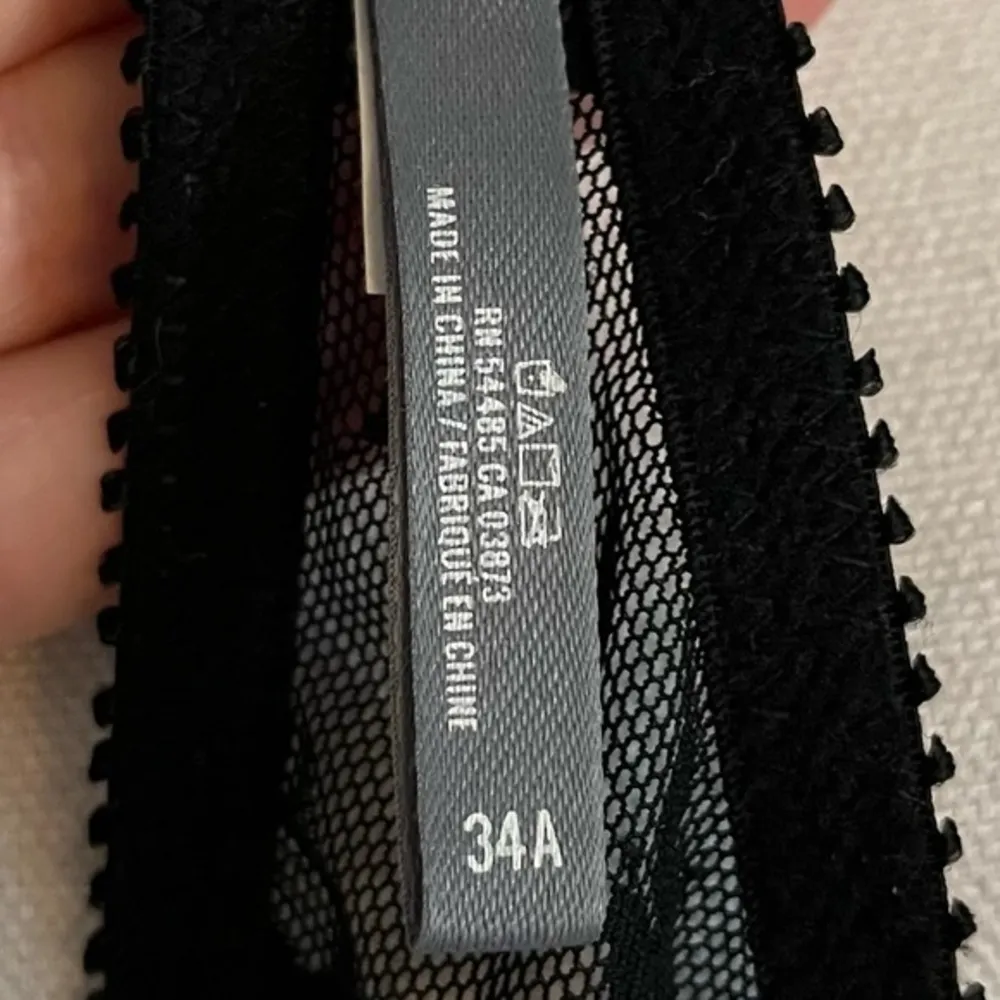 RN 54485 CA 03873
MADE IN CHINA / FABRIQUÉ EN CHINE
34A